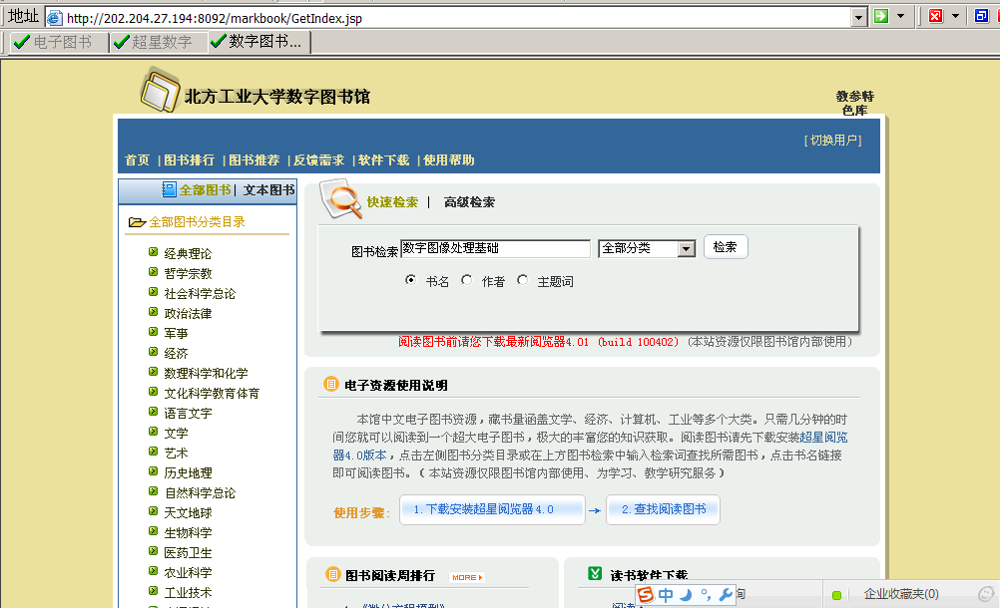 地址 http://202.204.27.194:8092/markbook/GetIndex.jsp
电子图书 超星数字 数字图书...
北方工业大学数字图书馆
教参特
色库
[切换用户]
首页 |图书排行 |图书推荐 |反馈需求 |软件下载 |使用帮助
全部图书| 文本图书
快速检索 | 高级检索
全部图书分类目录
经典理论
哲学宗教
社会科学总论
政治法律
军事
经济
数理科学和化学
文化科学教育体育
语言文字
文学
艺术
历史地理
自然科学总论
天文地球
生物科学
医药卫生
农业科学
工业技术
图书检索 数字图像处理基础 全部分类 检索
书名 作者 主题词
阅读图书前请您下载最新阅览器4.01 (build 100402) (本站资源仅限图书馆内部使用)
电子资源使用说明
本馆中文电子图书资源，藏书量涵盖文学、经济、计算机、工业等多个大类。只需几分钟的时
间您就可以阅读到一个超大电子图书，极大的丰富您的知识获取。阅读图书请先下载安装超星阅览
器4.0版本，点击左侧图书分类目录或在上方图书检索中输入检索词查找所需图书，点击书名链接
即可阅读图书。（本站资源仅限图书馆内部使用、为学习、教学研究服务）
使用步骤: 1.下载安装超星阅览器4.0 → 2.查找阅读图书
图书阅读周排行 MORE
读书软件下载
1.《微分方程模型》
阅读
S 中
询
企业收藏夹(0)